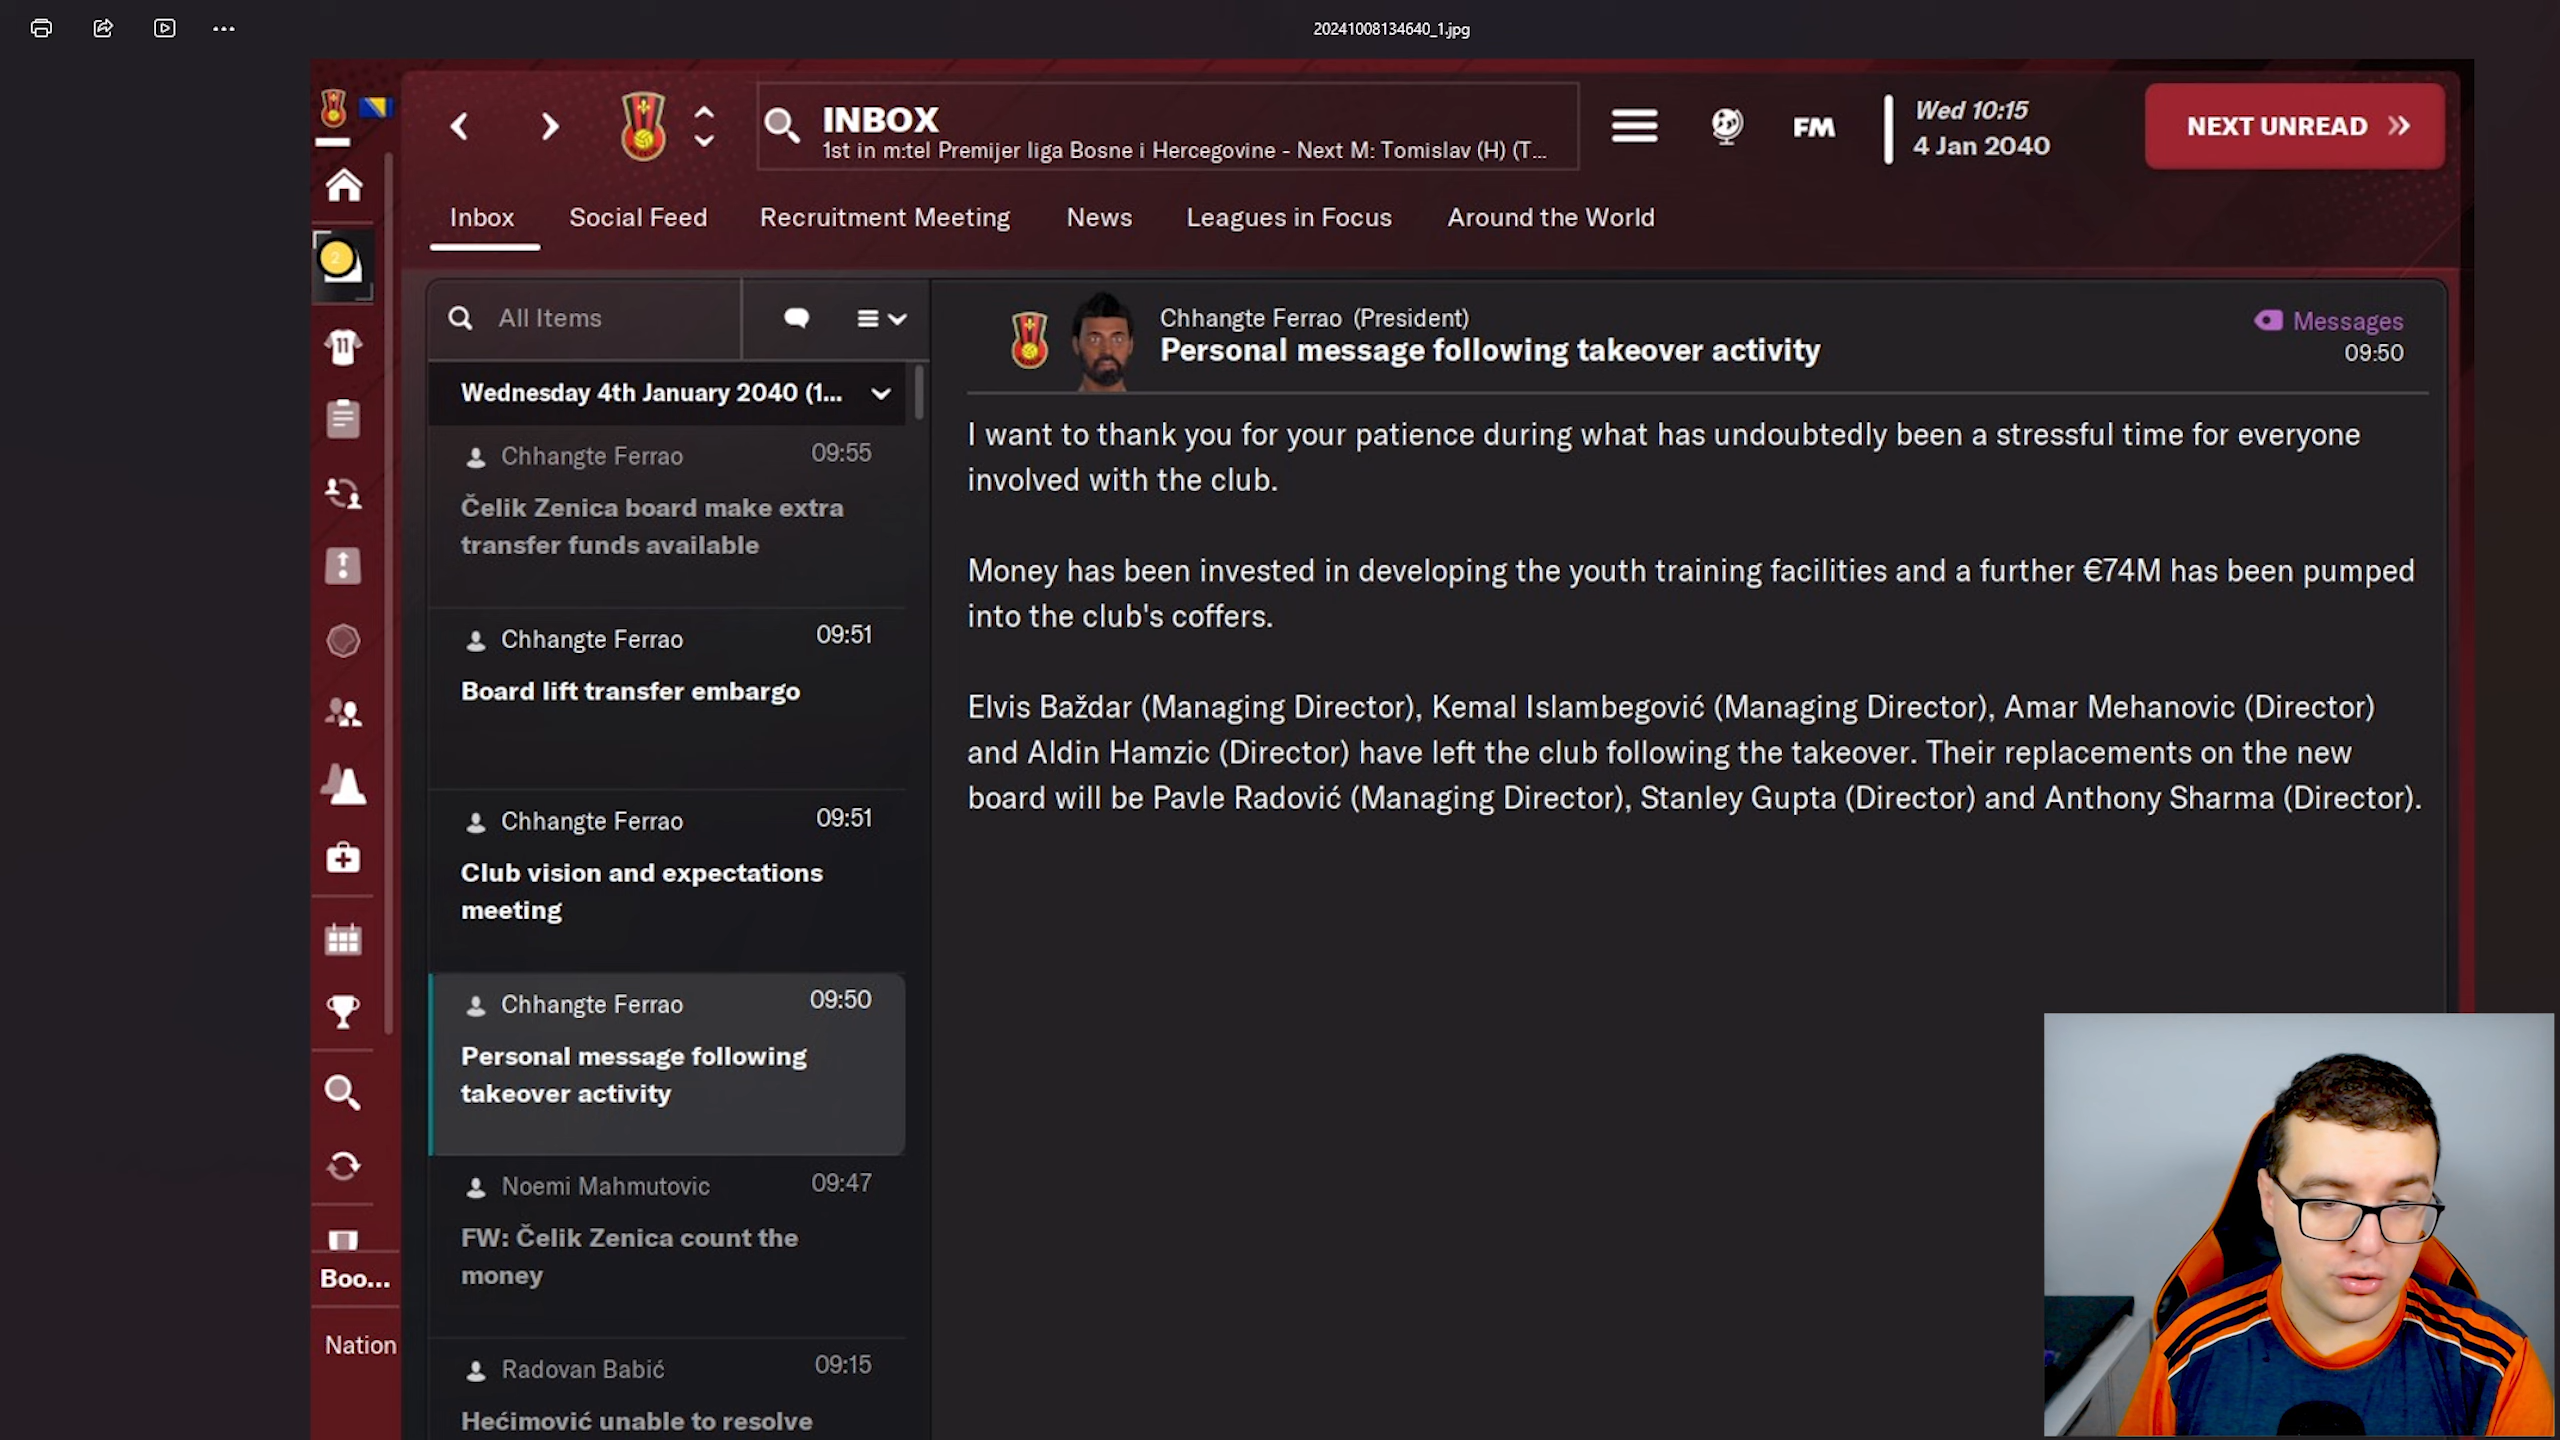 20241008134640_1.jpg
INBOX
1st in m:tel Premijer liga Bosne i Hercegovine - Next M: Tomislav (H) (T...
FM
Wed 10:15
4 Jan 2040
NEXT UNREAD
Inbox
Social Feed
Recruitment Meeting
News
Leagues in Focus
Around the World
2
11
Boo...
Nation
All Items
Wednesday 4th January 2040 (1...
Chhangte Ferrao
09:55
Čelik Zenica board make extra
transfer funds available
Chhangte Ferrao
09:51
Board lift transfer embargo
Chhangte Ferrao
09:51
Club vision and expectations
meeting
Chhangte Ferrao
09:50
Personal message following
takeover activity
Noemi Mahmutovic
09:47
FW: Čelik Zenica count the
money
Radovan Babić
09:15
Hećimović unable to resolve
Chhangte Ferrao (President)
Personal message following takeover activity
Messages
09:50
I want to thank you for your patience during what has undoubtedly been a stressful time for everyone
involved with the club.
Money has been invested in developing the youth training facilities and a further €74M has been pumped
into the club's coffers.
Elvis Baždar (Managing Director), Kemal Islambegović (Managing Director), Amar Mehanovic (Director)
and Aldin Hamzic (Director) have left the club following the takeover. Their replacements on the new
board will be Pavle Radović (Managing Director), Stanley Gupta (Director) and Anthony Sharma (Director).